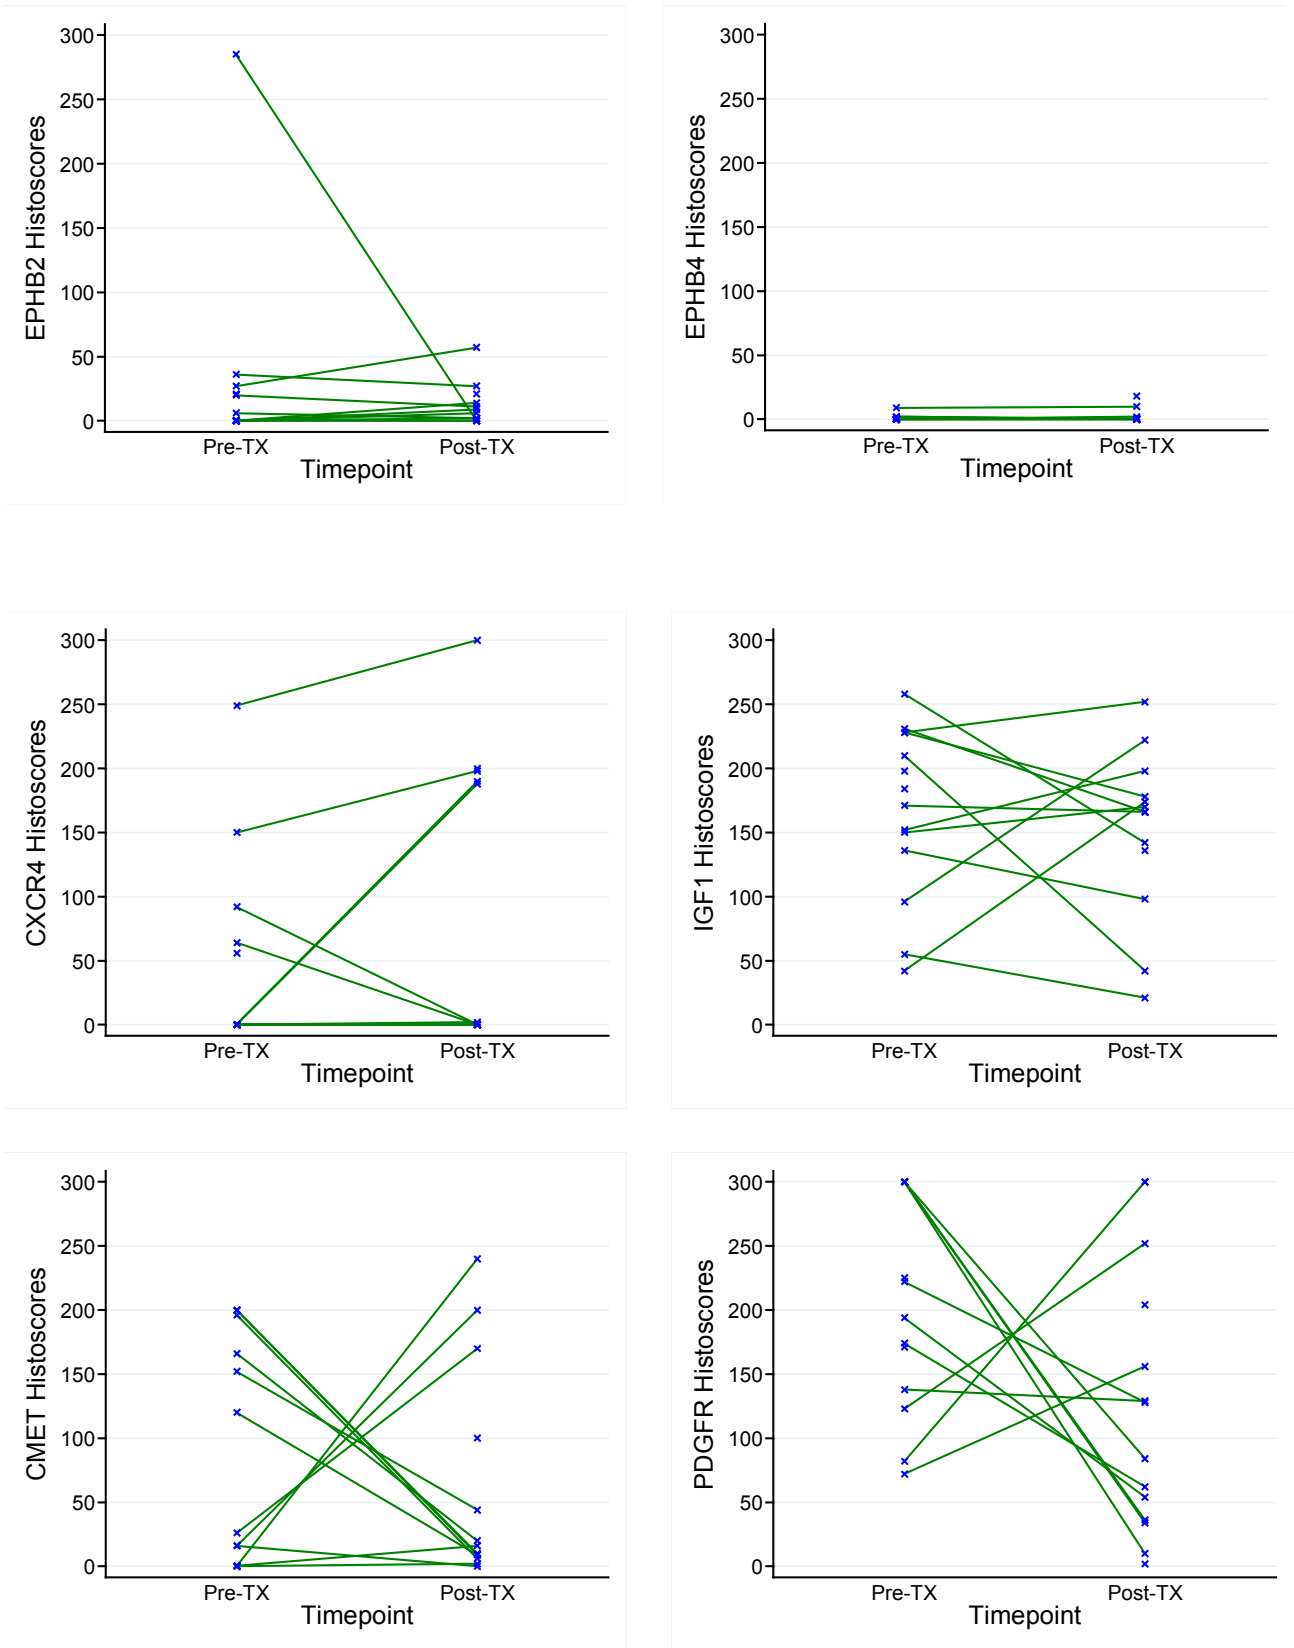 EPHB2 Histoscores
300
250
200
150
100
50
0
Pre-TX Post-TX
Timepoint
EPHB4 Histoscores
300
250
200
150
100
50
0
Pre-TX Post-TX
Timepoint
CXCR4 Histoscores
300
250
200
150
100
50
0
Pre-TX Post-TX
Timepoint
IGF1 Histoscores
300
250
200
150
100
50
0
Pre-TX Post-TX
Timepoint
CMET Histoscores
300
250
200
150
100
50
0
Pre-TX Post-TX
Timepoint
PDGFR Histoscores
300
250
200
150
100
50
0
Pre-TX Post-TX
Timepoint